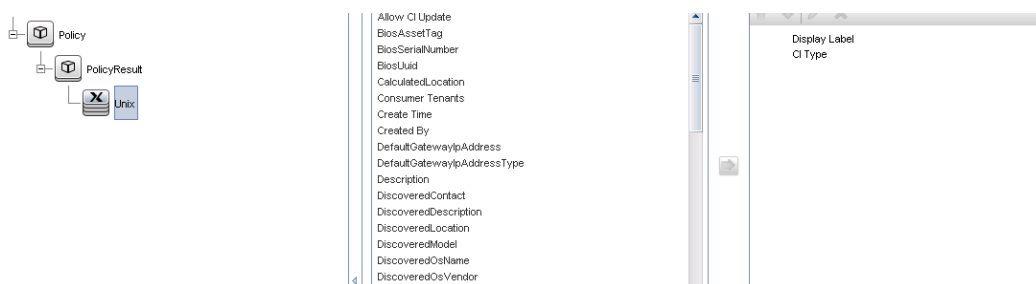 Policy
PolicyResult
Unix
Allow CI Update
BiosAssetTag
BiosSerialNumber
BiosUuid
CalculatedLocation
Consumer Tenants
Create Time
Created By
DefaultGatewayIpAddress
DefaultGatewayIpAddressType
Description
DiscoveredContact
DiscoveredDescription
DiscoveredLocation
DiscoveredModel
DiscoveredOsName
DiscoveredOsVendor
Display Label
CI Type